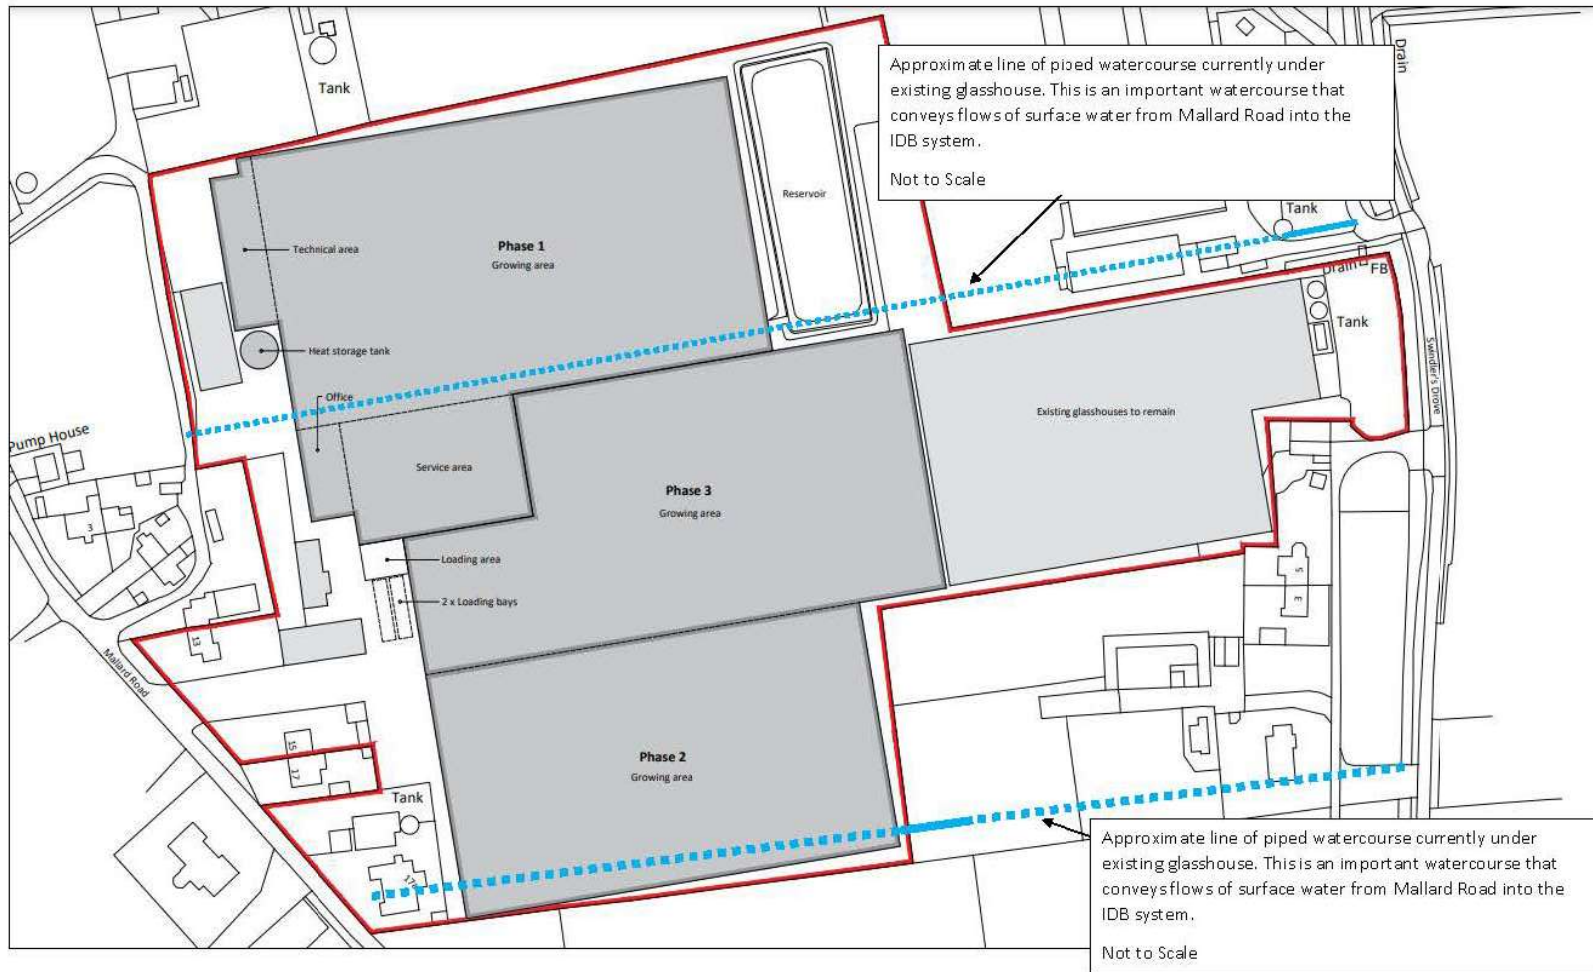 Approximate line of piped watercourse currently under
existing glasshouse. This is an important watercourse that
conveys flows of surface water from Mallard Road into the
IDB system.
Not to Scale
Drain
Tank
Reservoir
Tank
Technical area
Phase 1
Growing area
Drain
FB
Tank
Heat storage tank
Swindler's Drove
Office
Existing glasshouses to remain
Pump House
Service area
Phase 3
Growing area
3
Loading area
5
3
2 x Loading bays
13
Mallard Road
15
17
Phase 2
Growing area
Tank
17a
Approximate line of piped watercourse currently under
existing glasshouse. This is an important watercourse that
conveys flows of surface water from Mallard Road into the
IDB system.
Not to Scale